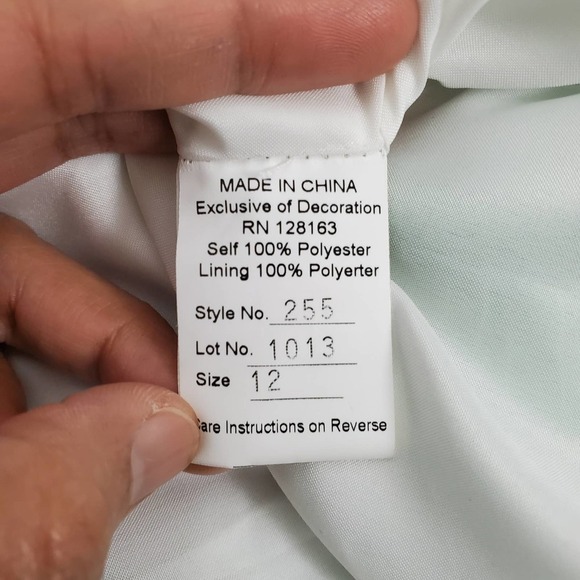 MADE IN CHINA
Exclusive of Decoration
RN 128163
Self 100% Polyester
Lining 100% Polyerter
Style No. 255
Lot No. 1013
Size 12
Care Instructions on Reverse